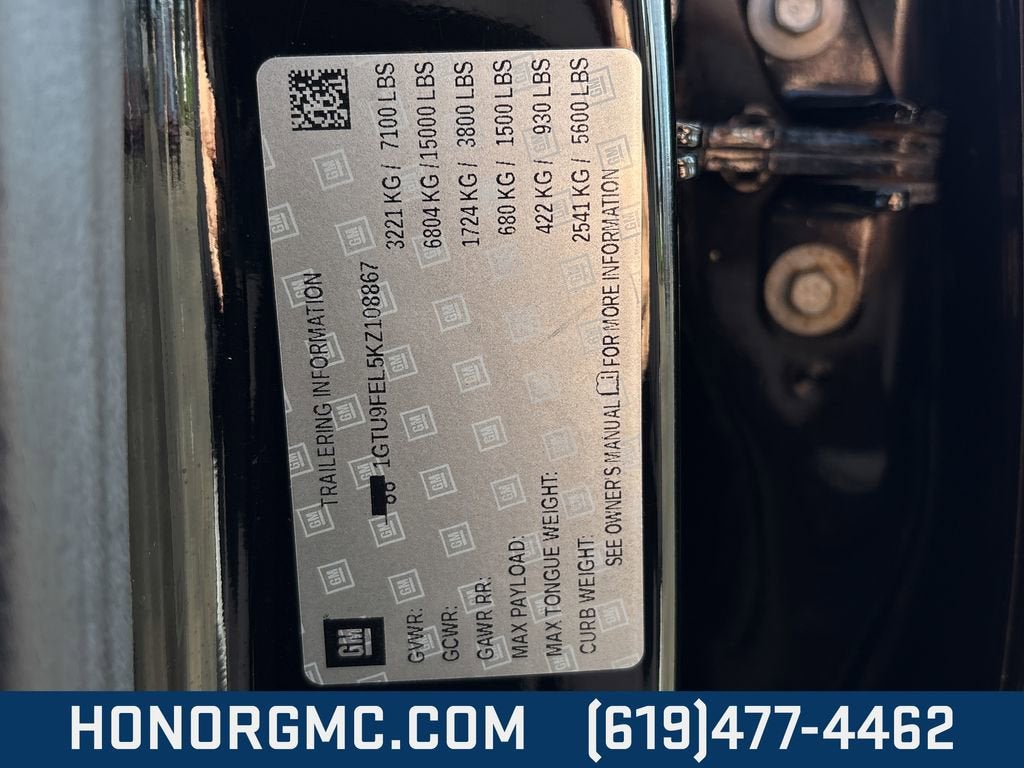 GM
TRAILERING INFORMATION
1GTU9FEL5KZ108867
GVWR: 3221 KG / 7100 LBS
GCWR: 6804 KG /15000 LBS
GAWR RR: 1724 KG / 3800 LBS
MAX PAYLOAD: 680 KG / 1500 LBS
MAX TONGUE WEIGHT: 422 KG / 930 LBS
CURB WEIGHT: 2541 KG / 5600 LBS
SEE OWNER'S MANUAL FOR MORE INFORMATION
HONORGMC.COM (619)477-4462